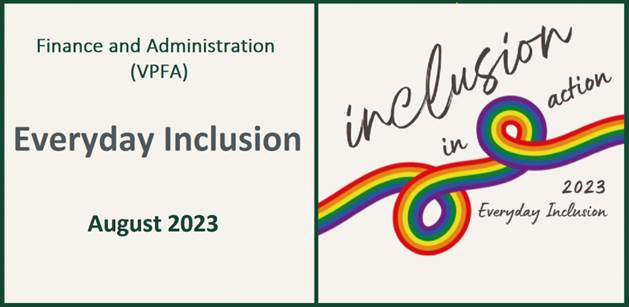 Finance and Administration
(VPFA)
Everyday Inclusion
August 2023
inclusion
in action
2023
Everyday Inclusion